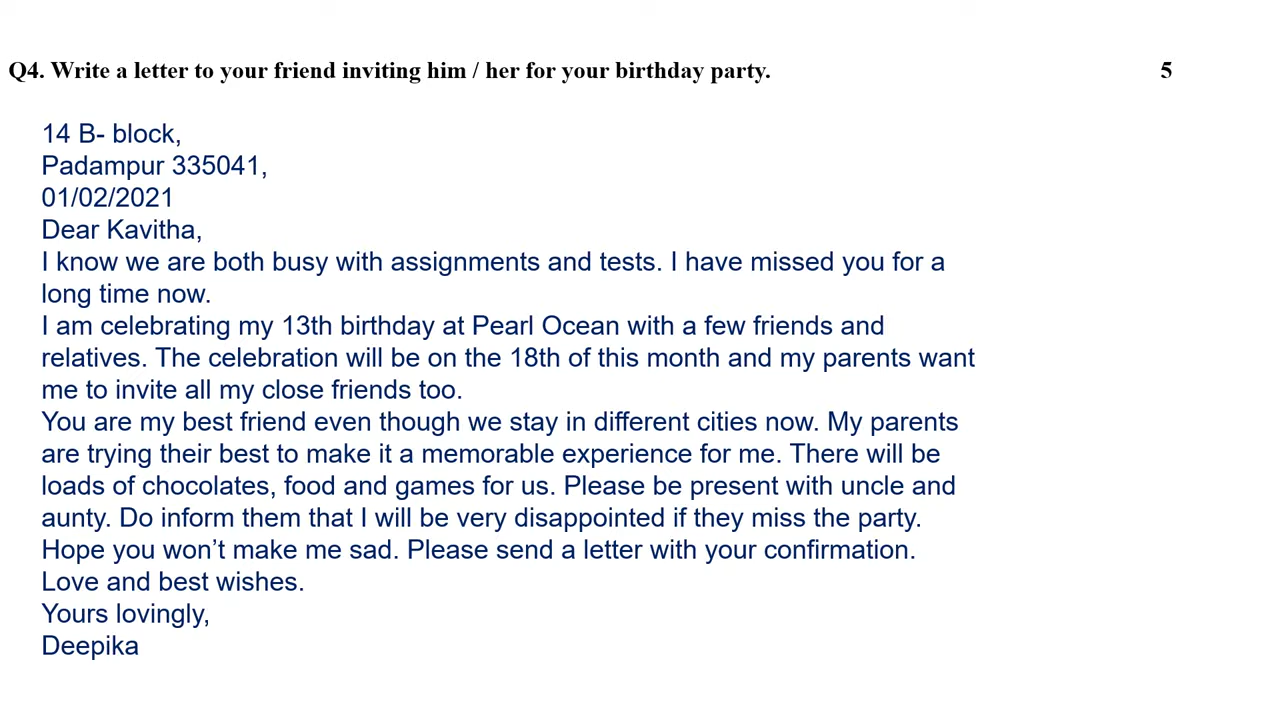 Q4. Write a letter to your friend inviting him / her for your birthday party. 5
14 B- block,
Padampur 335041,
01/02/2021
Dear Kavitha,
I know we are both busy with assignments and tests. I have missed you for a
long time now.
I am celebrating my 13th birthday at Pearl Ocean with a few friends and
relatives. The celebration will be on the 18th of this month and my parents want
me to invite all my close friends too.
You are my best friend even though we stay in different cities now. My parents
are trying their best to make it a memorable experience for me. There will be
loads of chocolates, food and games for us. Please be present with uncle and
aunty. Do inform them that I will be very disappointed if they miss the party.
Hope you won’t make me sad. Please send a letter with your confirmation.
Love and best wishes.
Yours lovingly,
Deepika